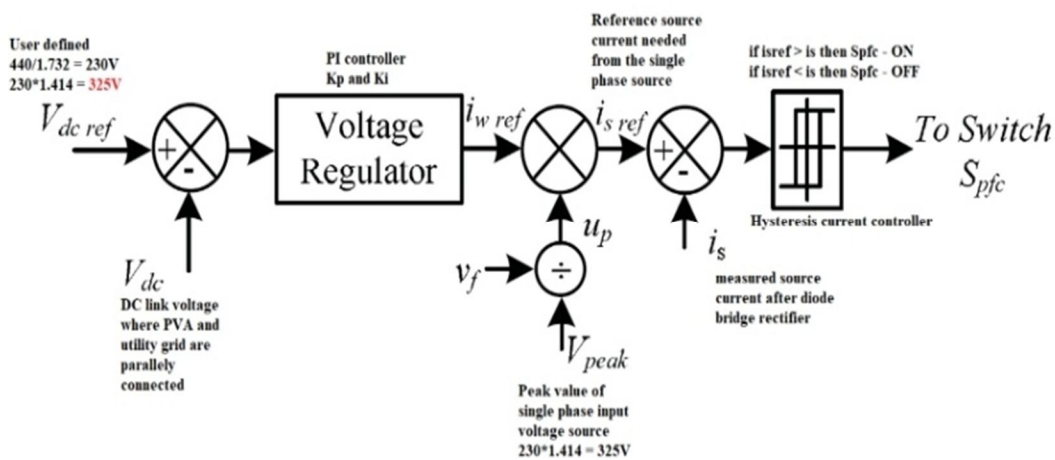 User defined
440/1.732 = 230V
230*1.414 = 325V
V dc ref
+
-
V dc
DC link voltage
where PVA and
utility grid are
parallely
connected
PI controller
Kp and Ki
Voltage
Regulator
i w ref
u p
v f
÷
V peak
Peak value of
single phase input
voltage source
230*1.414 = 325V
Reference source
current needed
from the single
phase source
i s ref
+
-
i s
measured source
current after diode
bridge rectifier
if isref > is then Spfc - ON
if isref < is then Spfc - OFF
Hysteresis current controller
To Switch
S pfc